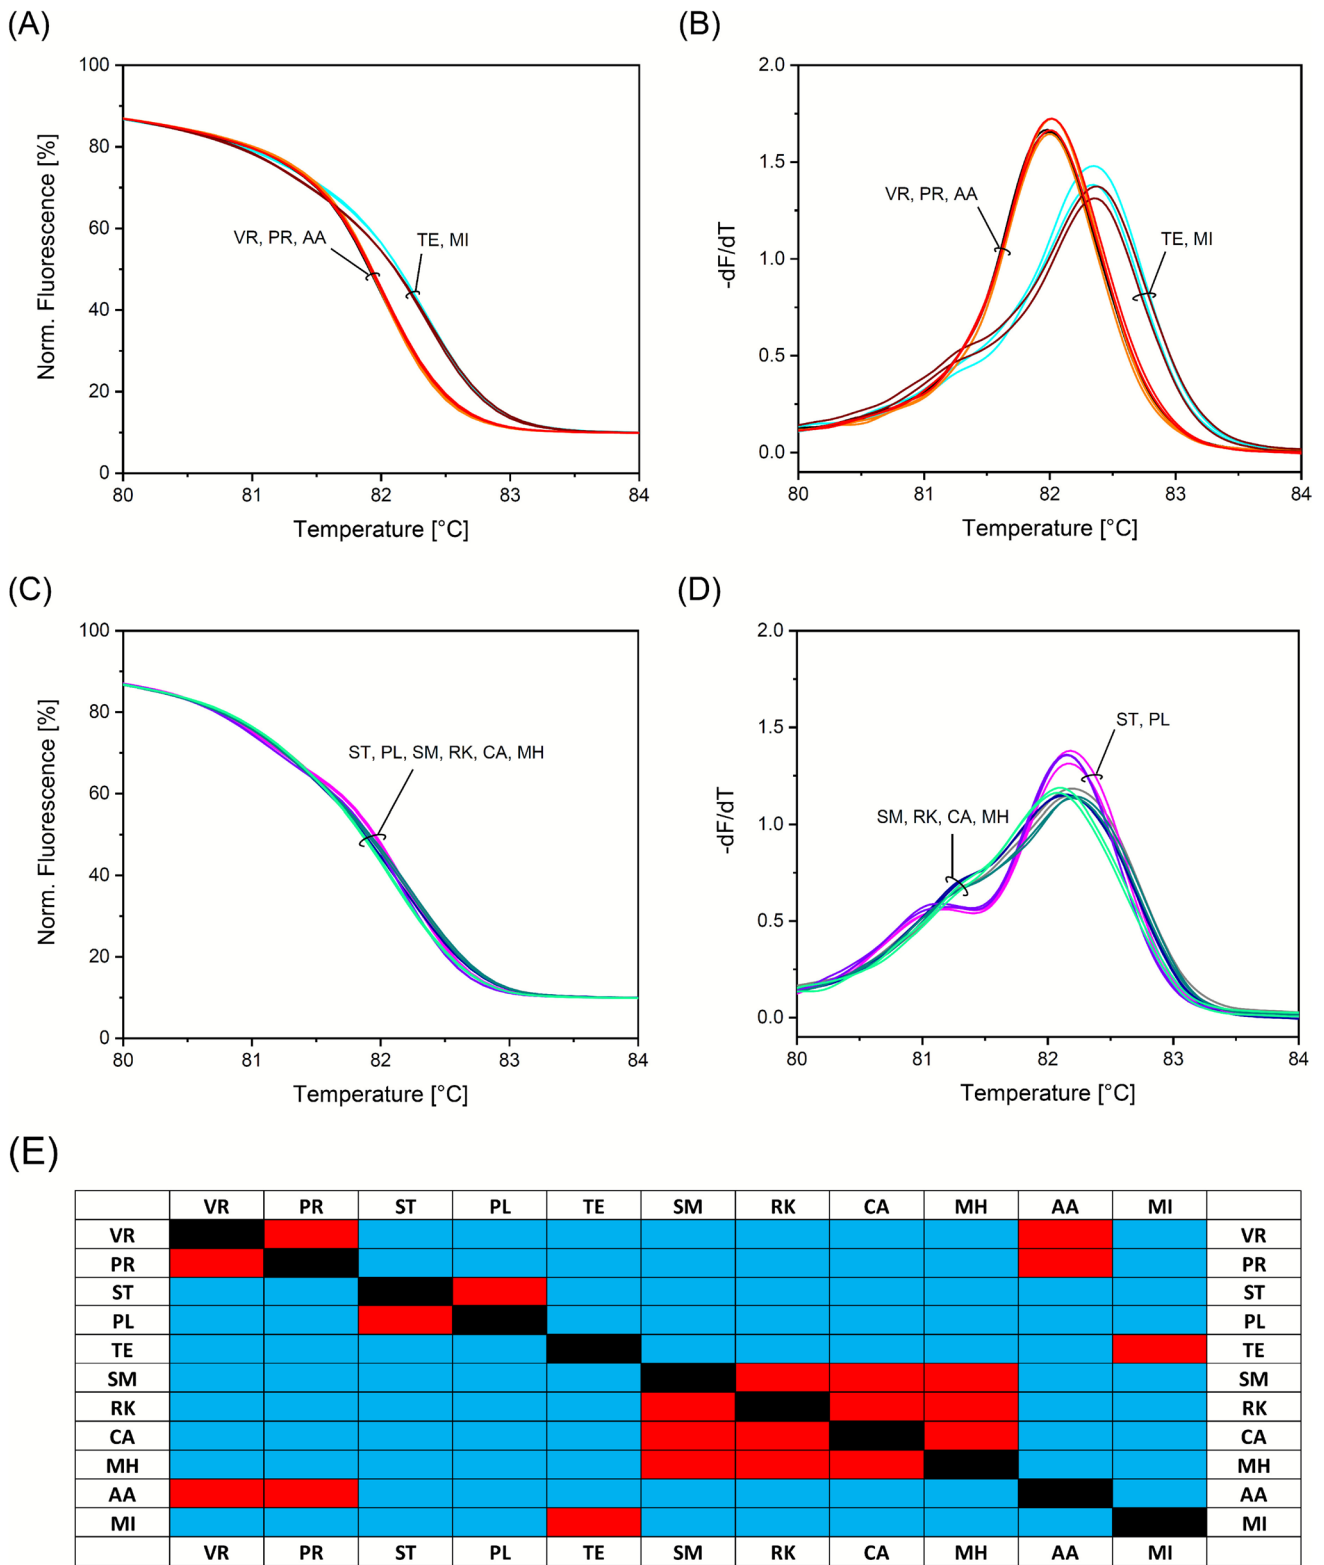 (A)
100
80
60
40
20
0
Norm. Fluorescence [%]
VR, PR, AA
TE, MI
80 81 82 83 84
Temperature [°C]
(B)
2.0
1.5
1.0
0.5
0.0
-dF/dT
VR, PR, AA
TE, MI
80 81 82 83 84
Temperature [°C]
(C)
100
80
60
40
20
0
Norm. Fluorescence [%]
ST, PL, SM, RK, CA, MH
80 81 82 83 84
Temperature [°C]
(D)
2.0
1.5
1.0
0.5
0.0
-dF/dT
ST, PL
SM, RK, CA, MH
80 81 82 83 84
Temperature [°C]
(E)
VR PR ST PL TE SM RK CA MH AA MI
VR VR
PR PR
ST ST
PL PL
TE TE
SM SM
RK RK
CA CA
MH MH
AA AA
MI MI
VR PR ST PL TE SM RK CA MH AA MI